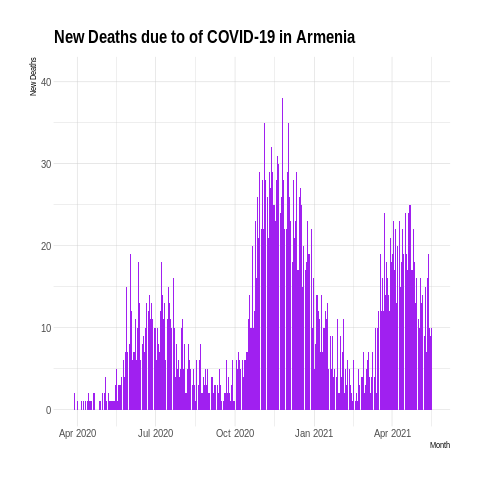 New Deaths due to of COVID-19 in Armenia
New Deaths
40
30
20
10
0
Apr 2020 Jul 2020 Oct 2020 Jan 2021 Apr 2021
Month